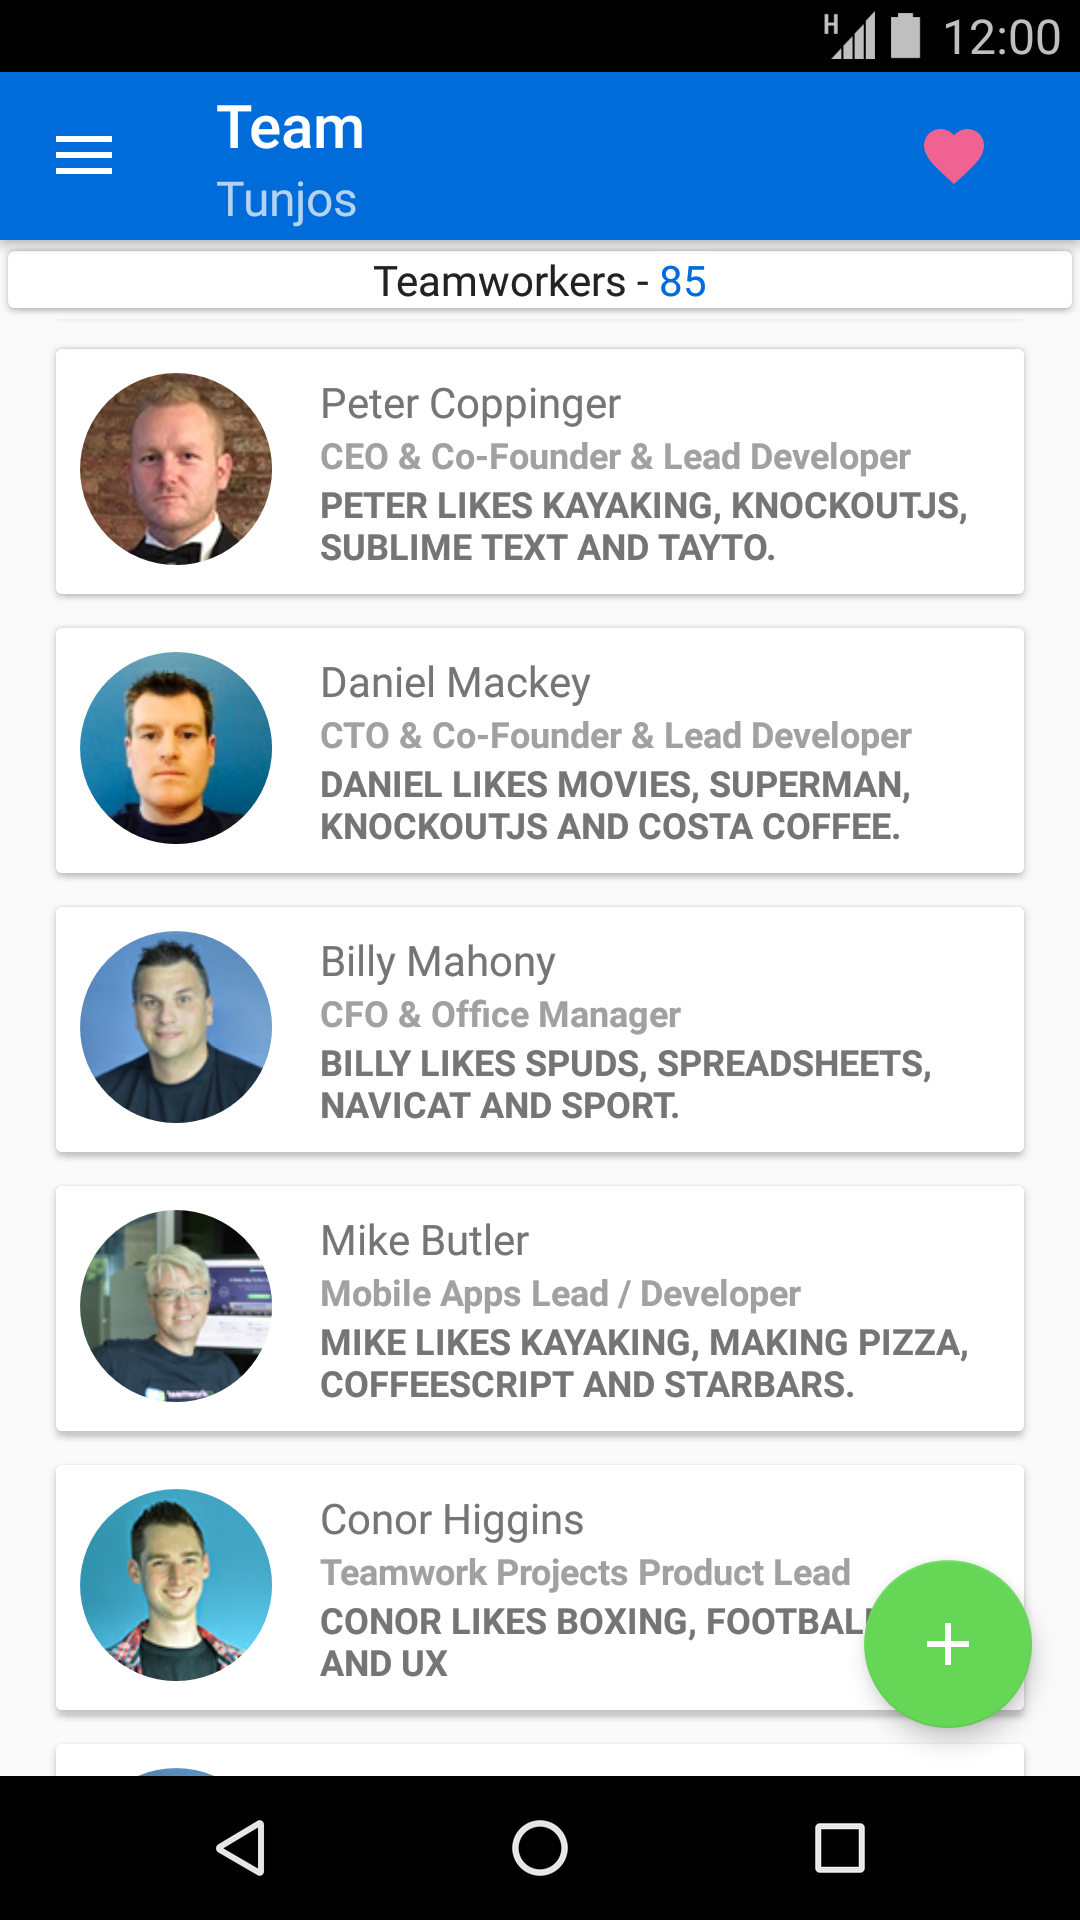 H 12:00
Team
Tunjos
Teamworkers - 85
Peter Coppinger
CEO & Co-Founder & Lead Developer
PETER LIKES KAYAKING, KNOCKOUTJS,
SUBLIME TEXT AND TAYTO.
Daniel Mackey
CTO & Co-Founder & Lead Developer
DANIEL LIKES MOVIES, SUPERMAN,
KNOCKOUTJS AND COSTA COFFEE.
Billy Mahony
CFO & Office Manager
BILLY LIKES SPUDS, SPREADSHEETS,
NAVICAT AND SPORT.
Mike Butler
Mobile Apps Lead / Developer
MIKE LIKES KAYAKING, MAKING PIZZA,
COFFEESCRIPT AND STARBARS.
Conor Higgins
Teamwork Projects Product Lead
CONOR LIKES BOXING, FOOTBALL
AND UX